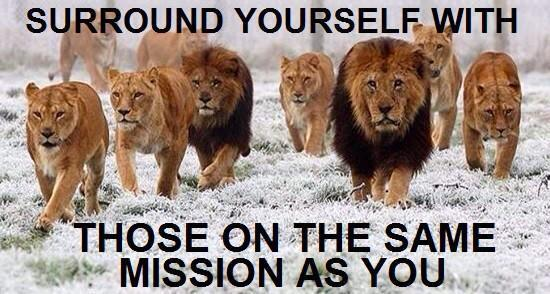 SURROUND YOURSELF WITH
THOSE ON THE SAME
MISSION AS YOU